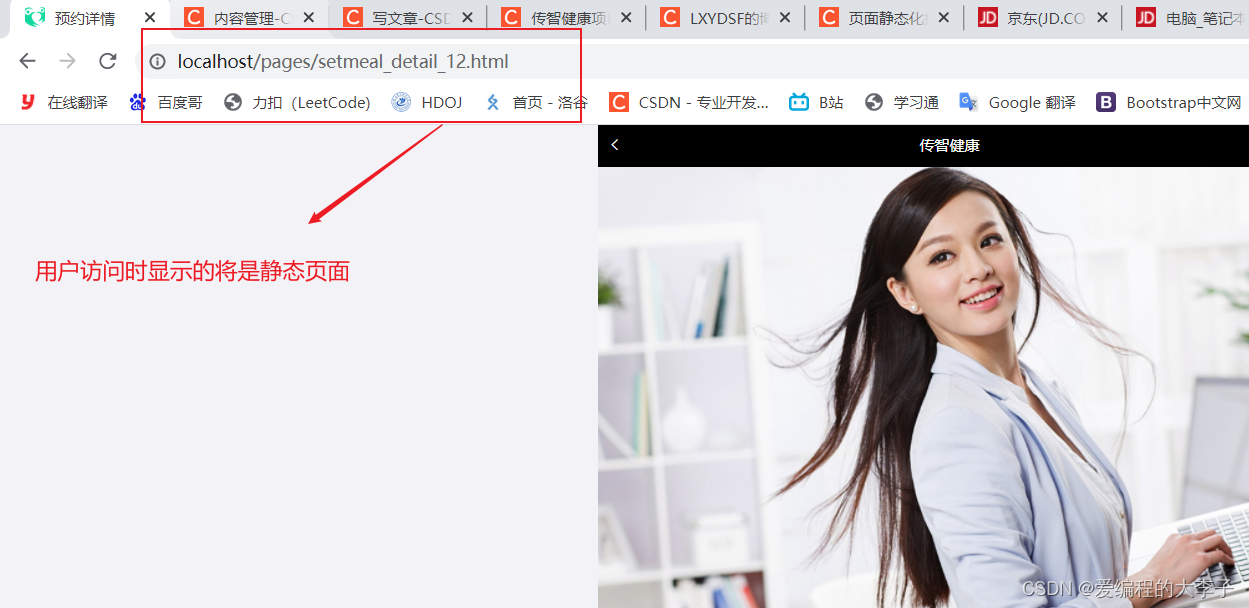 预约详情
内容管理-C
写文章-CSD
传智健康项
LXYDSF的博
页面静态化
京东(JD.CO
电脑_笔记本
localhost/pages/setmeal_detail_12.html
在线翻译
百度哥
力扣（LeetCode）
HDOJ
首页 - 洛谷
CSDN - 专业开发...
B站
学习通
Google 翻译
Bootstrap中文网
传智健康
用户访问时显示的将是静态页面
CSDN @爱编程的大李子